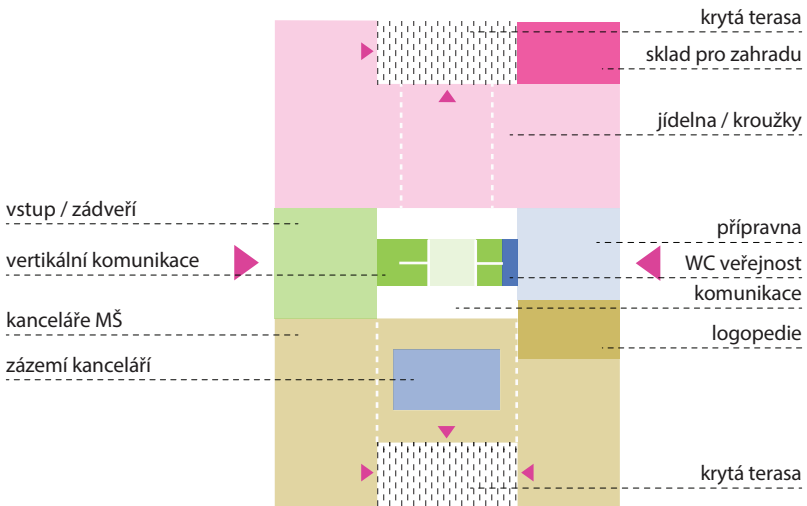 krytá terasa
sklad pro zahradu
jídelna / kroužky
vstup / zádveří
vertikální komunikace
kanceláře MŠ
zázemí kanceláří
přípravna
WC veřejnost
komunikace
logopedie
krytá terasa